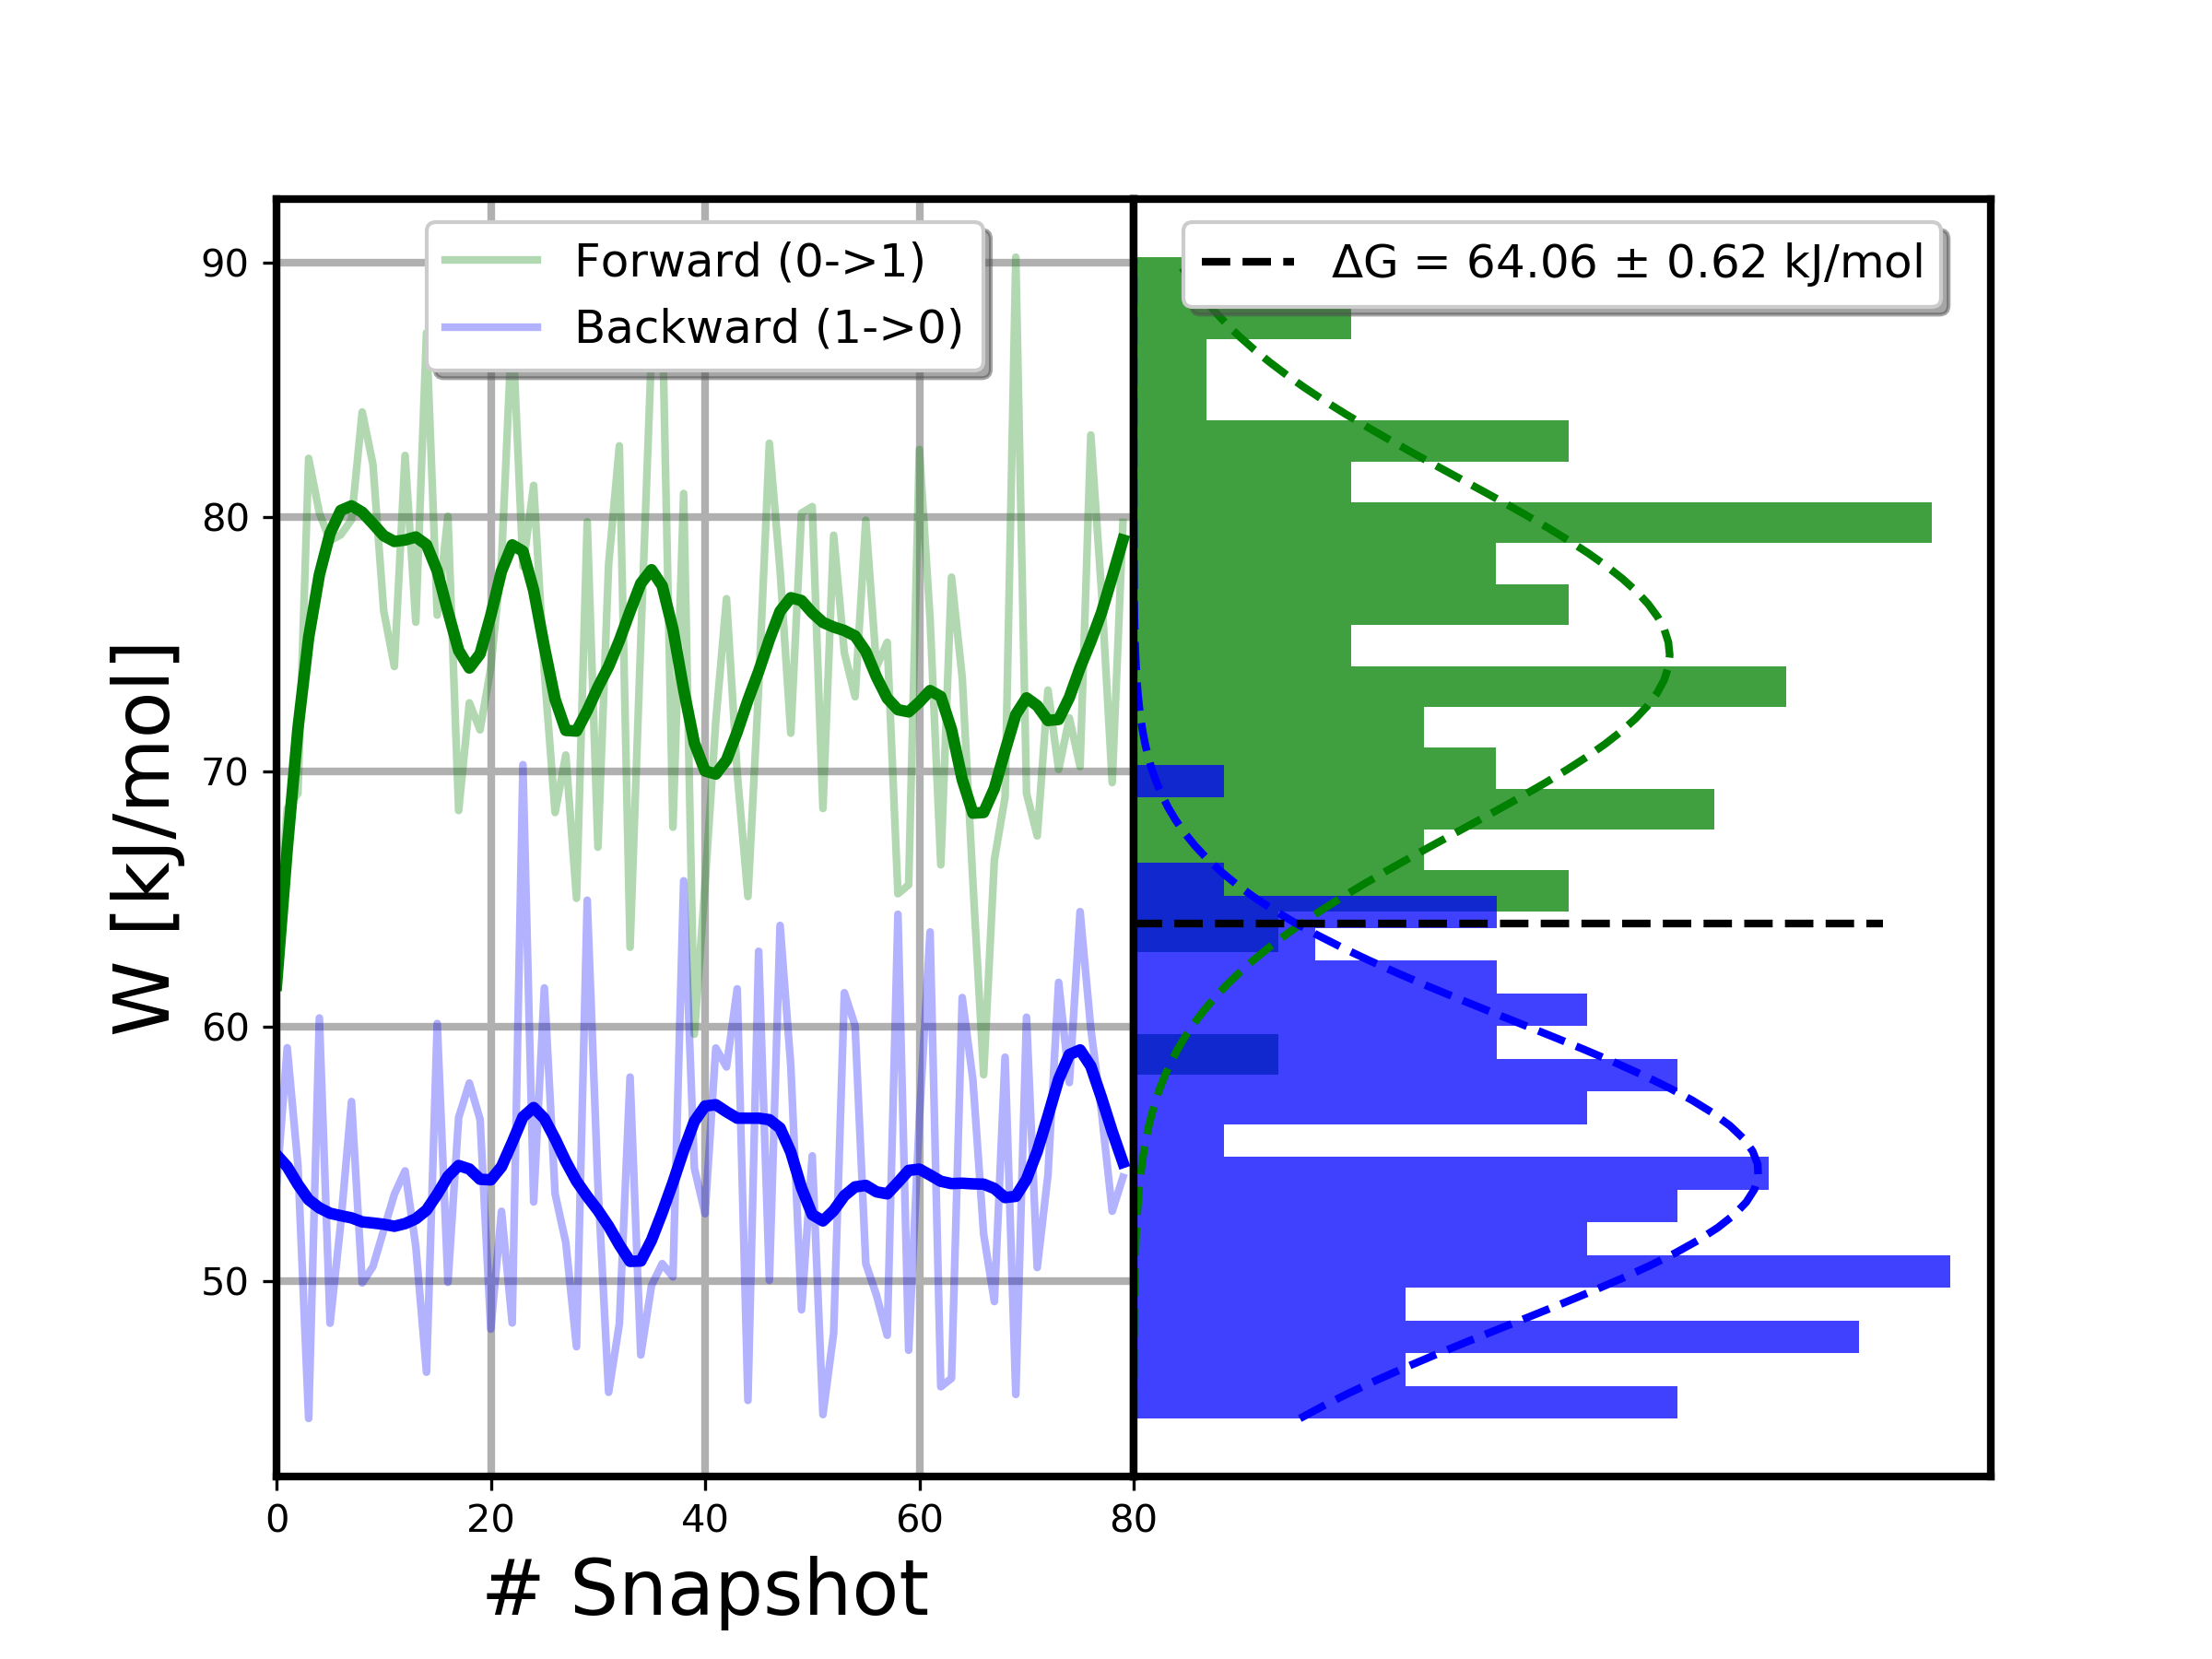 Forward (0->1)
Backward (1->0)
ΔG = 64.06 ± 0.62 kJ/mol
W [kJ/mol]
90
80
70
60
50
0 20 40 60 80
# Snapshot